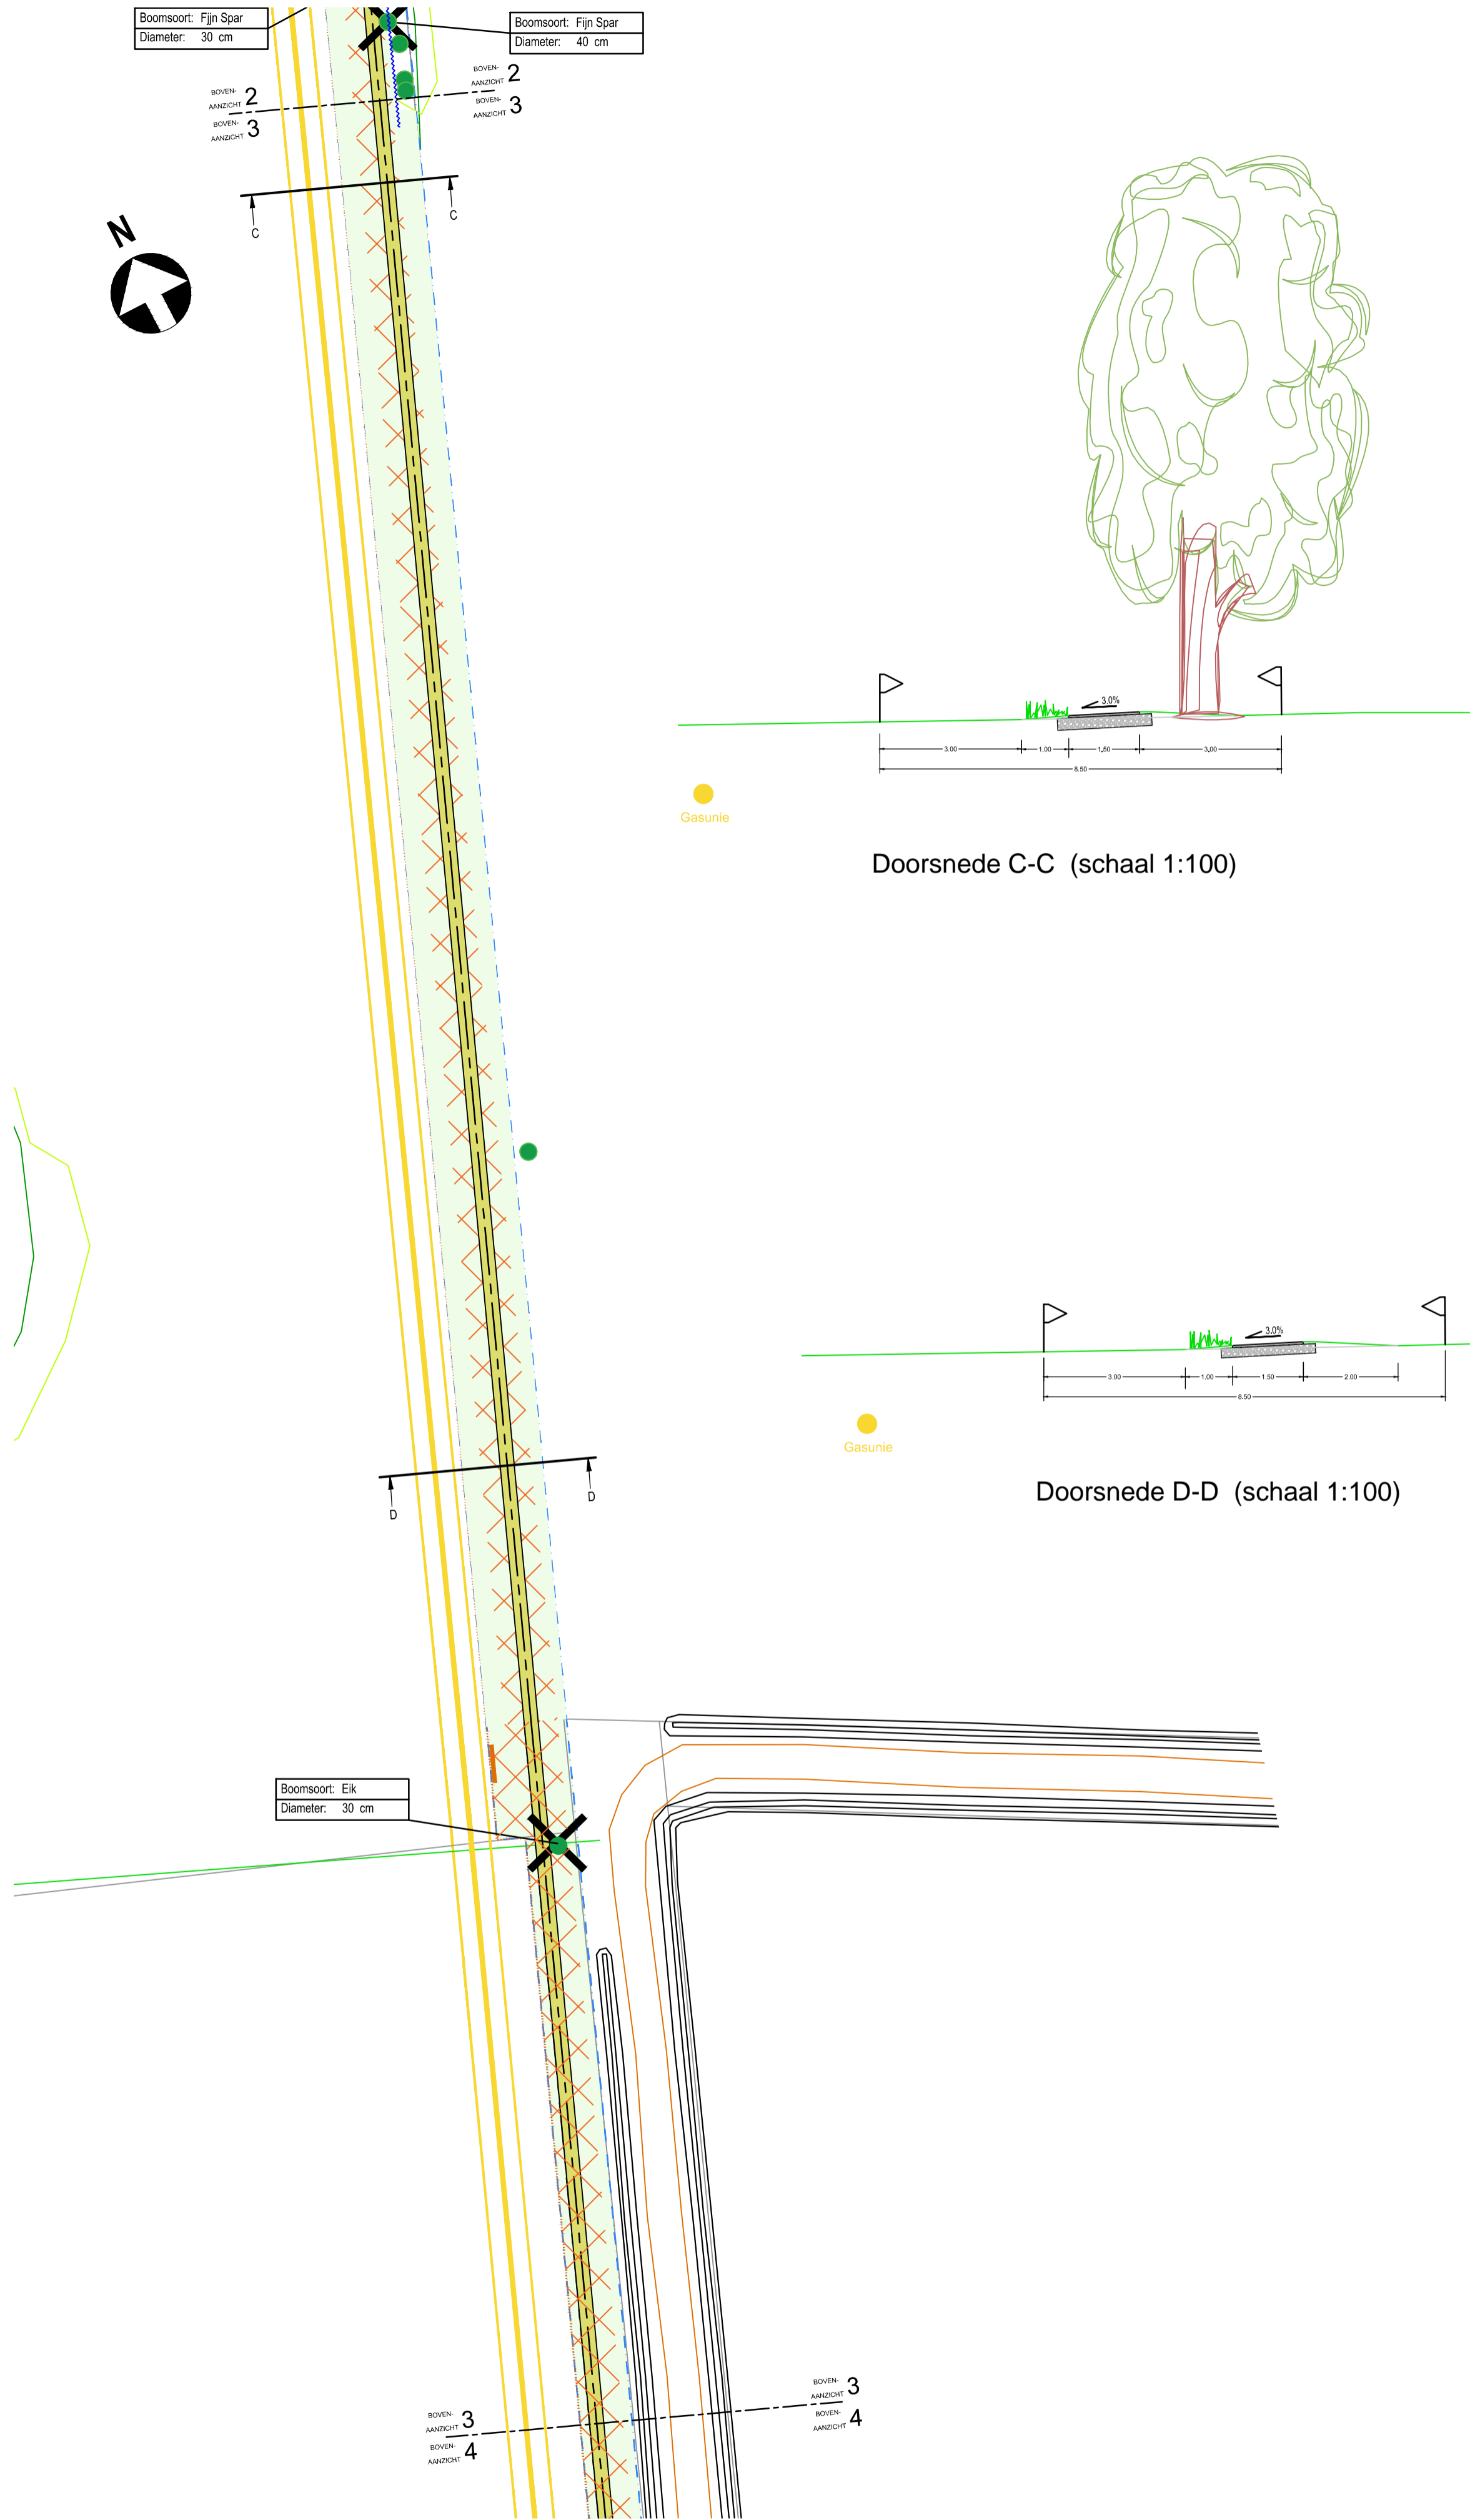 Boomsoort: Fijn Spar
Diameter: 30 cm
Boomsoort: Fijn Spar
Diameter: 40 cm
BOVEN-
AANZICHT 2
BOVEN-
AANZICHT 3
BOVEN-
AANZICHT 2
BOVEN-
AANZICHT 3
C
C
N
3.0%
3.00
1.00
1.50
3.00
8.50
Gasunie
Doorsnede C-C (schaal 1:100)
3.0%
3.00
1.00
1.50
2.00
8.50
Gasunie
Doorsnede D-D (schaal 1:100)
D
D
Boomsoort: Eik
Diameter: 30 cm
BOVEN-
AANZICHT 3
BOVEN-
AANZICHT 4
BOVEN-
AANZICHT 3
BOVEN-
AANZICHT 4